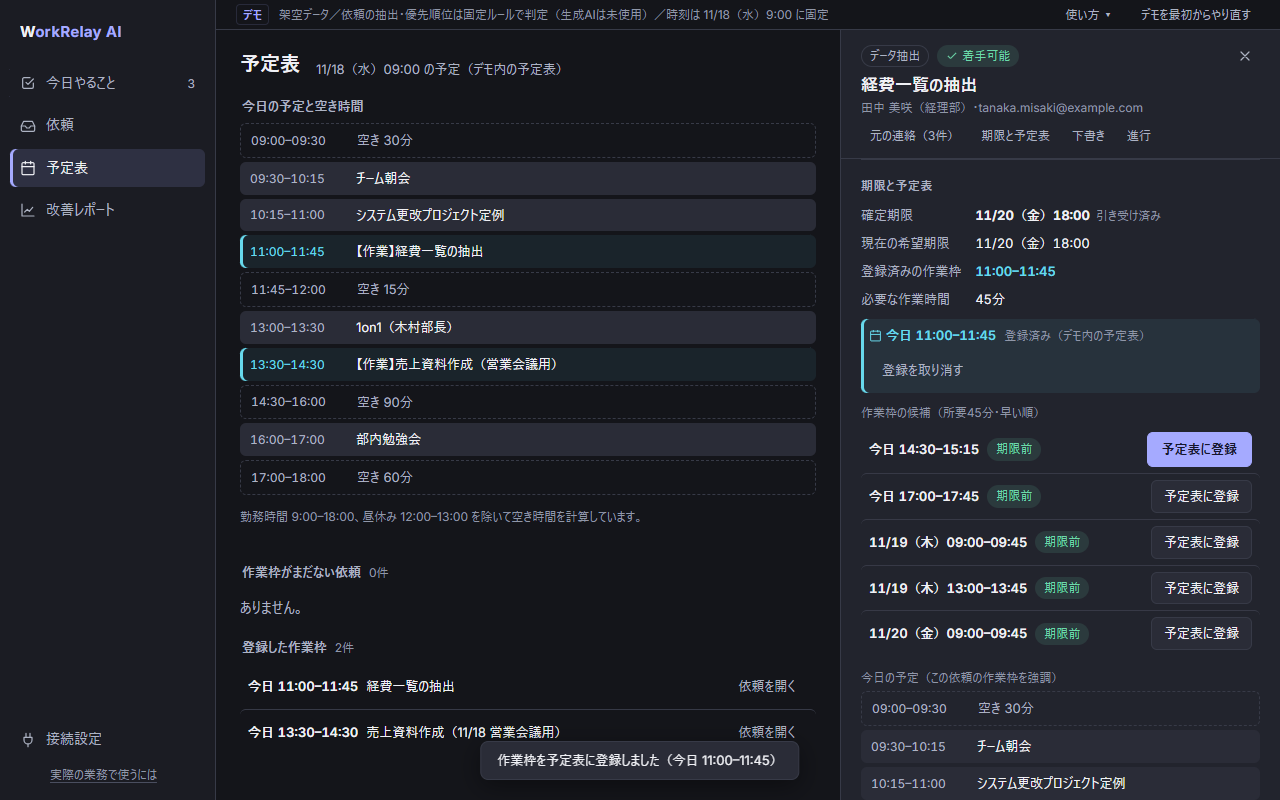 WorkRelay AI
今日やること 3
依頼
予定表
改善レポート
接続設定
実際の業務で使うには
デモ 架空データ／依頼の抽出・優先順位は固定ルールで判定（生成AIは未使用）／時刻は 11/18（水）9:00 に固定
使い方 ▼ デモを最初からやり直す
予定表 11/18（水）09:00 の予定（デモ内の予定表）
今日の予定と空き時間
09:00–09:30 空き 30分
09:30–10:15 チーム朝会
10:15–11:00 システム更改プロジェクト定例
11:00–11:45 【作業】経費一覧の抽出
11:45–12:00 空き 15分
13:00–13:30 1on1（木村部長）
13:30–14:30 【作業】売上資料作成（営業会議用）
14:30–16:00 空き 90分
16:00–17:00 部内勉強会
17:00–18:00 空き 60分
勤務時間 9:00–18:00、昼休み 12:00–13:00 を除いて空き時間を計算しています。
作業枠がまだない依頼 0件
ありません。
登録した作業枠 2件
今日 11:00–11:45 経費一覧の抽出 依頼を開く
今日 13:30–14:30 売上資料作成（11/18 営業会議用） 依頼を開く
作業枠を予定表に登録しました（今日 11:00–11:45）
データ抽出 着手可能
経費一覧の抽出
田中 美咲（経理部）・tanaka.misaki@example.com
元の連絡（3件） 期限と予定表 下書き 進行
期限と予定表
確定期限 11/20（金）18:00 引き受け済み
現在の希望期限 11/20（金）18:00
登録済みの作業枠 11:00–11:45
必要な作業時間 45分
今日 11:00–11:45 登録済み（デモ内の予定表）
登録を取り消す
作業枠の候補（所要45分・早い順）
今日 14:30–15:15 期限前 予定表に登録
今日 17:00–17:45 期限前 予定表に登録
11/19（木）09:00–09:45 期限前 予定表に登録
11/19（木）13:00–13:45 期限前 予定表に登録
11/20（金）09:00–09:45 期限前 予定表に登録
今日の予定（この依頼の作業枠を強調）
09:00–09:30 空き 30分
09:30–10:15 チーム朝会
10:15–11:00 システム更改プロジェクト定例